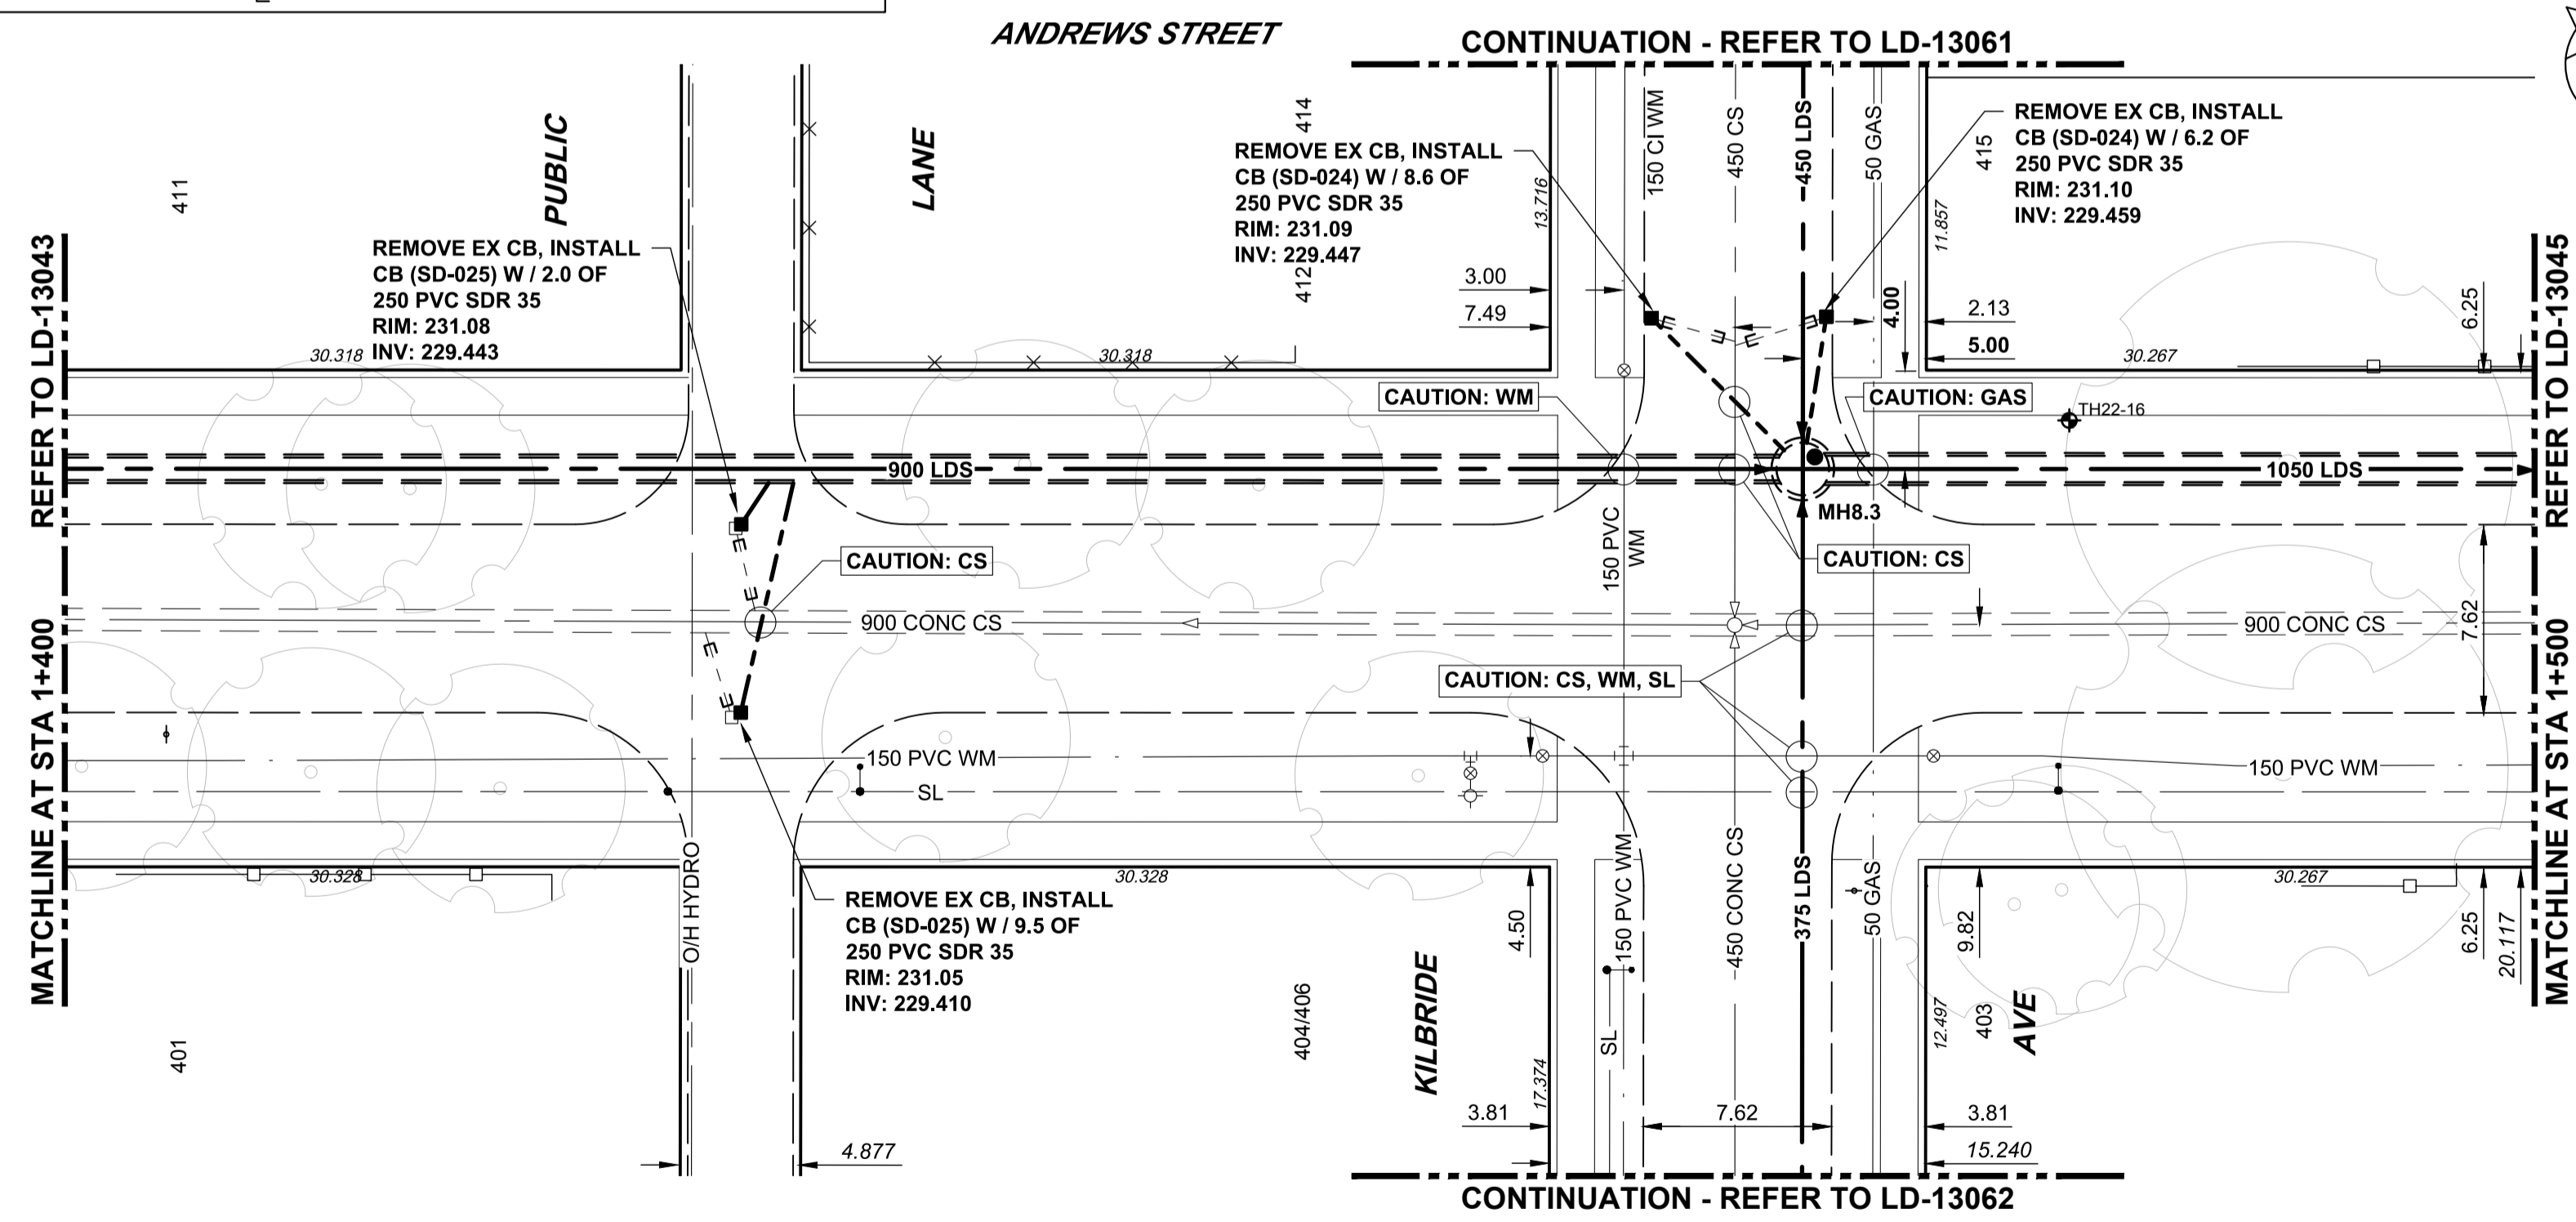 ANDREWS STREET
CONTINUATION - REFER TO LD-13061
PUBLIC
LANE
411
414
412
415
REMOVE EX CB, INSTALL
CB (SD-025) W / 2.0 OF
250 PVC SDR 35
RIM: 231.08
INV: 229.443
REMOVE EX CB, INSTALL
CB (SD-024) W / 8.6 OF
250 PVC SDR 35
RIM: 231.09
INV: 229.447
REMOVE EX CB, INSTALL
CB (SD-024) W / 6.2 OF
250 PVC SDR 35
RIM: 231.10
INV: 229.459
150 CI WM
450 CS
450 LDS
50 GAS
13.716
11.857
3.00
7.49
4.00
2.13
5.00
6.25
30.318
30.318
30.267
REFER TO LD-13043
REFER TO LD-13045
CAUTION: WM
CAUTION: GAS
TH22-16
900 LDS
1050 LDS
MH8.3
150 PVC
WM
CAUTION: CS
CAUTION: CS
900 CONC CS
900 CONC CS
7.62
CAUTION: CS, WM, SL
MATCHLINE AT STA 1+400
MATCHLINE AT STA 1+500
150 PVC WM
150 PVC WM
SL
O/H HYDRO
30.328
30.328
30.267
REMOVE EX CB, INSTALL
CB (SD-025) W / 9.5 OF
250 PVC SDR 35
RIM: 231.05
INV: 229.410
4.50
150 PVC WM
450 CONC CS
375 LDS
50 GAS
9.82
6.25
20.117
401
404/406
KILBRIDE
SL
12.497
403
AVE
17.374
3.81
7.62
3.81
4.877
15.240
CONTINUATION - REFER TO LD-13062